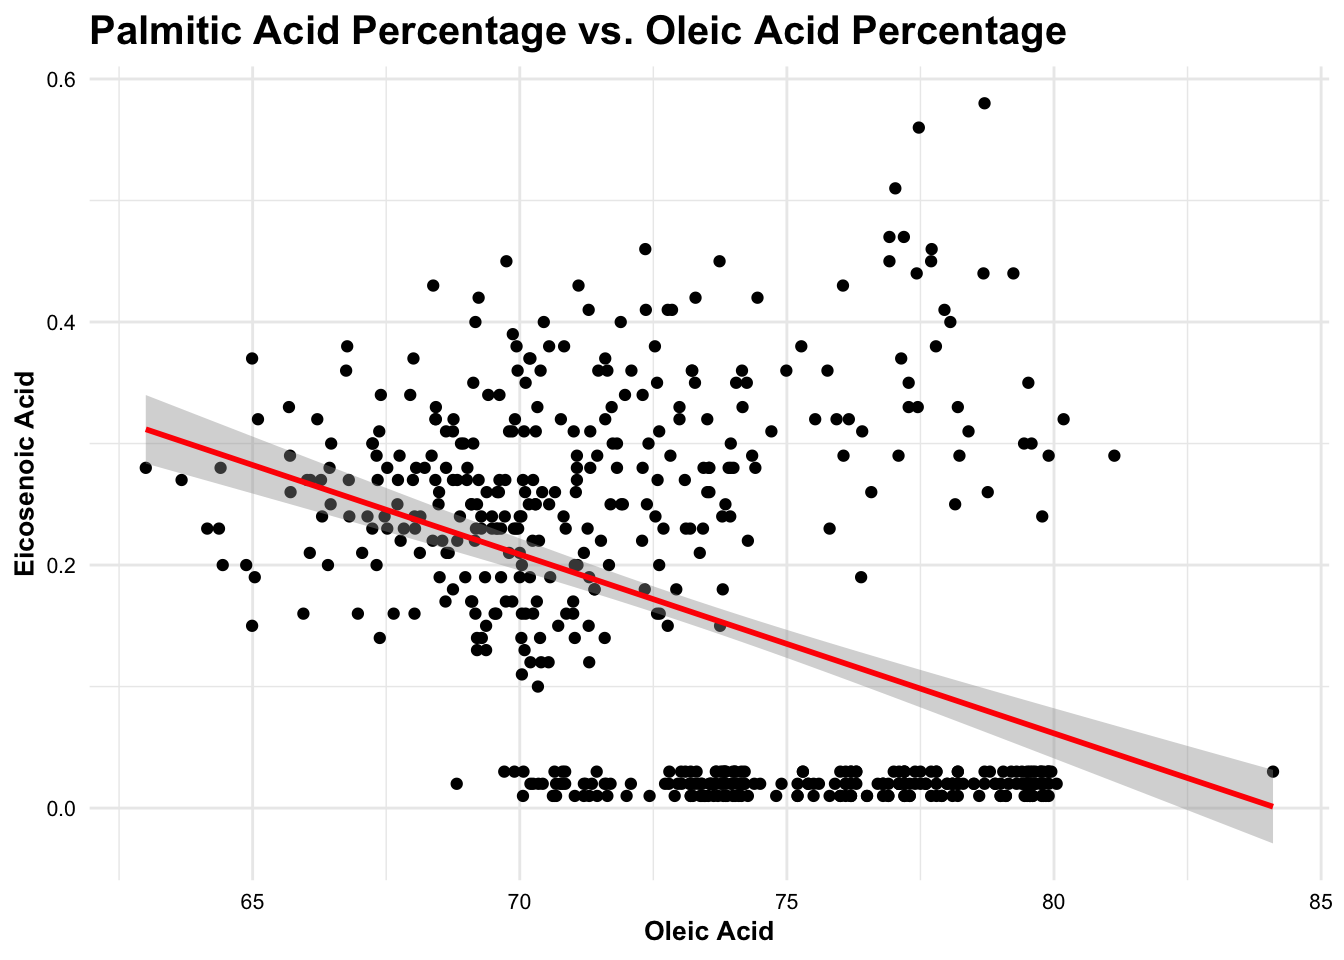 Palmitic Acid Percentage vs. Oleic Acid Percentage
0.6
0.4
0.2
0.0
Eicosenoic Acid
65 70 75 80 85
Oleic Acid